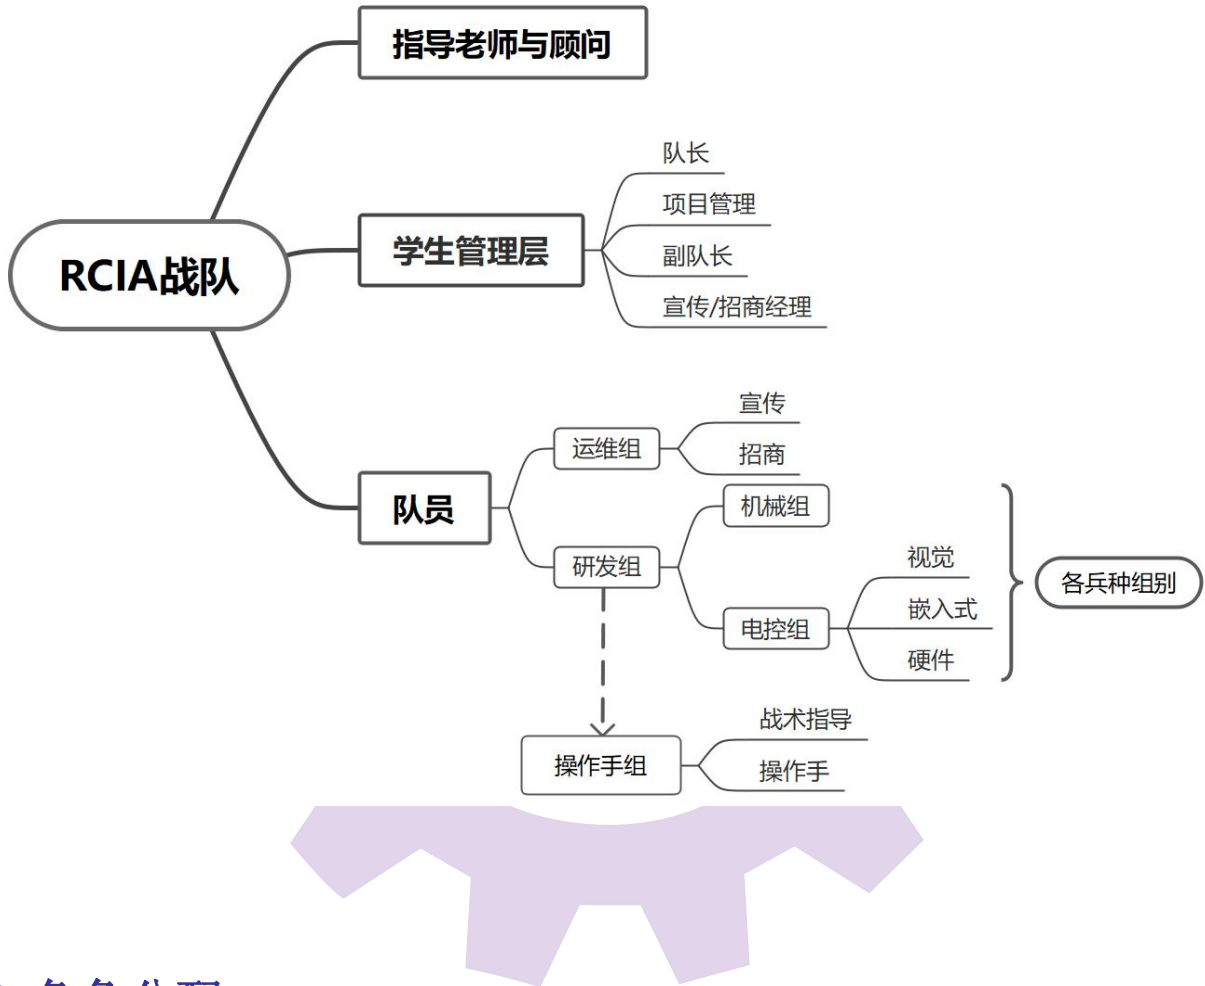 指导老师与顾问
队长
项目管理
学生管理层
副队长
RCIA战队
宣传/招商经理
宣传
运维组
招商
队员
机械组
研发组
视觉
各兵种组别
嵌入式
电控组
硬件
战术指导
操作手组
操作手